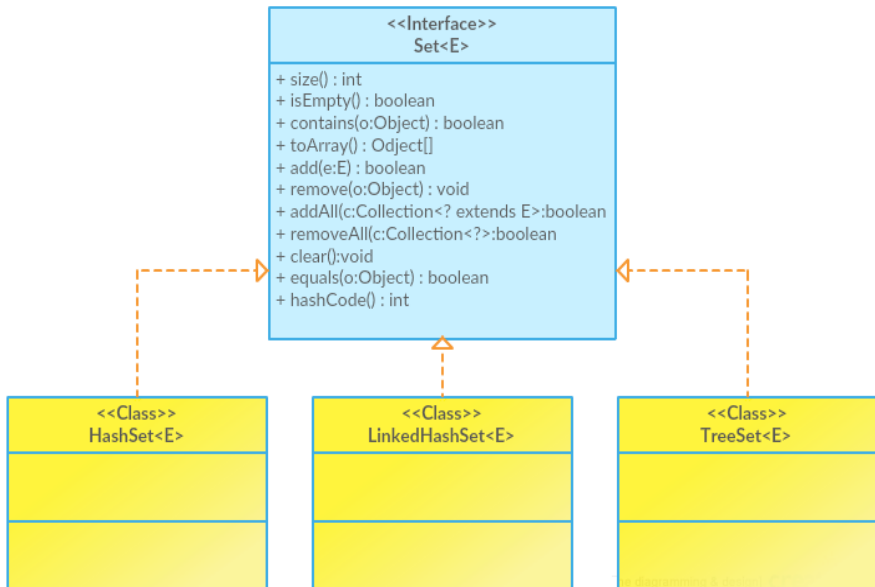 <<Interface>>
Set<E>
+ size() : int
+ isEmpty() : boolean
+ contains(o:Object) : boolean
+ toArray() : Odject[]
+ add(e:E) : boolean
+ remove(o:Object) : void
+ addAll(c:Collection<? extends E>:boolean
+ removeAll(c:Collection<?>:boolean
+ clear():void
+ equals(o:Object) : boolean
+ hashCode() : int
<<Class>>
HashSet<E>
<<Class>>
LinkedHashSet<E>
<<Class>>
TreeSet<E>